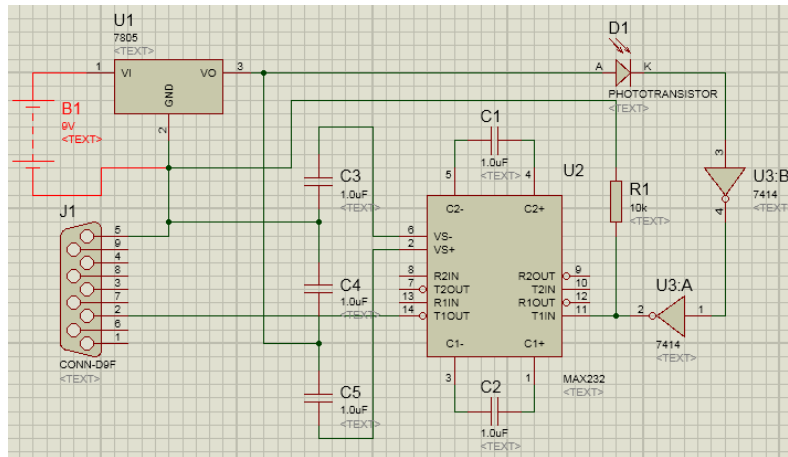 U1
7805
<TEXT>
1
VI
VO
3
GND
2
B1
9V
<TEXT>
D1
<TEXT>
A
K
PHOTOTRANSISTOR
C1
1.0uF
<TEXT>
5
4
U2
C2-
C2+
C3
1.0uF
<TEXT>
3
U3:B
7414
<TEXT>
4
R1
10k
<TEXT>
J1
5
9
4
8
3
7
2
6
1
CONN-D9F
<TEXT>
6
VS-
2
VS+
C4
1.0uF
<TEXT>
8
R2IN
R2OUT
9
7
T2OUT
T2IN
10
13
R1IN
R1OUT
12
14
T1OUT
T1IN
11
U3:A
2
1
7414
<TEXT>
C1-
C1+
3
1
MAX232
<TEXT>
C5
1.0uF
<TEXT>
C2
1.0uF
<TEXT>